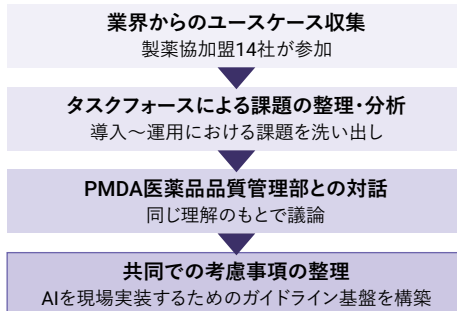 業界からのユースケース収集
製薬協加盟14社が参加
タスクフォースによる課題の整理・分析
導入～運用における課題を洗い出し
PMDA医薬品品質管理部との対話
同じ理解のもとで議論
共同での考慮事項の整理
AIを現場実装するためのガイドライン基盤を構築